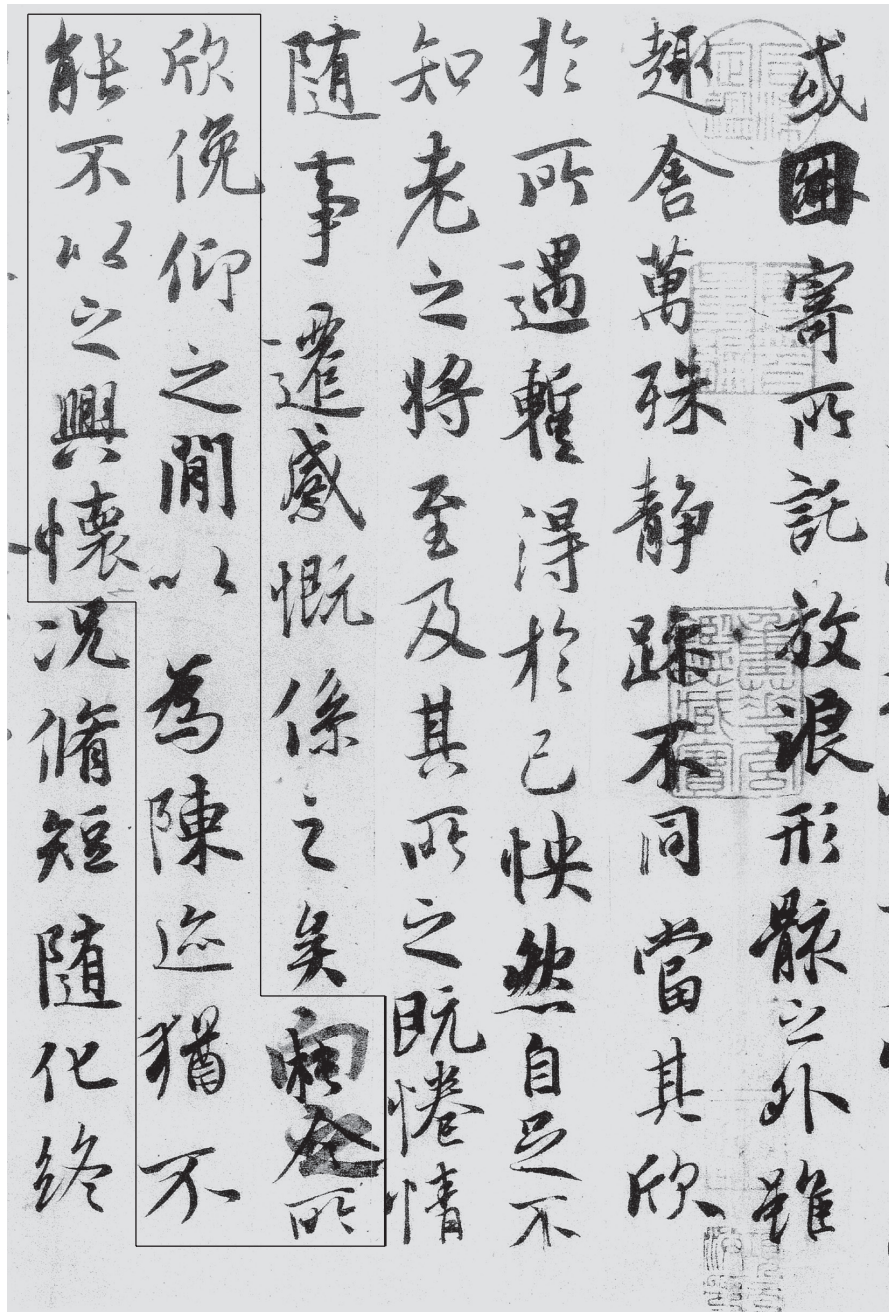 或因寄所託放浪形骸之外雖
趣舍萬殊静躁不同當其欣
於所遇暫得於己怏然自足不
知老之將至及其所之既惓情
隨事遷感慨係之矣向之所
欣俛仰之閒以為陳迹猶不
能不以之興懷況脩短隨化終